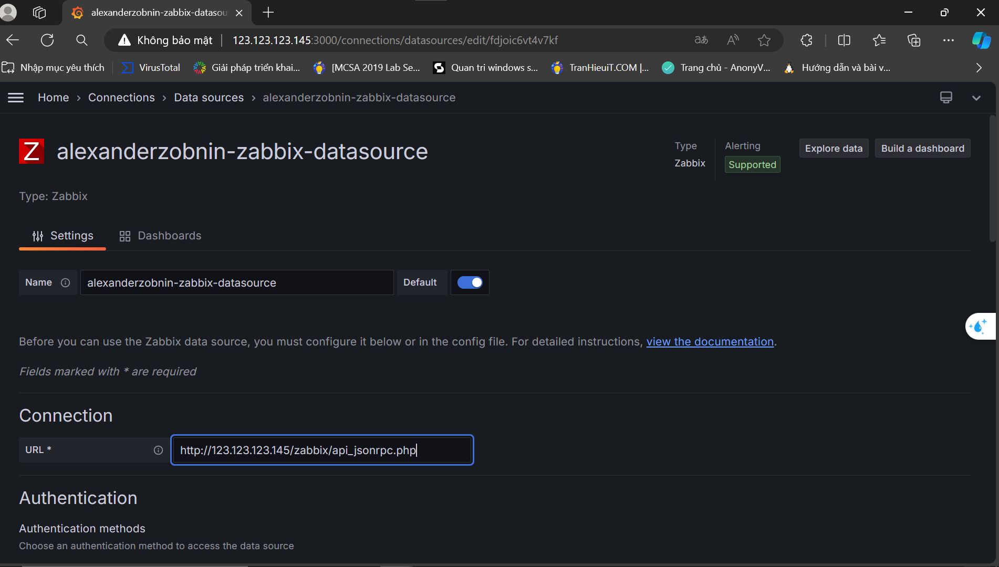 alexanderzobnin-zabbix-datasou
Không bảo mật
123.123.123.145:3000/connections/datasources/edit/fdjoic6vt4v7kf
aあ
A
Nhập mục yêu thích
VirusTotal
Giải pháp triển khai...
[MCSA 2019 Lab Se...
Quan tri windows s...
TranHieuiT.COM |...
Trang chủ - AnonyV...
Hướng dẫn và bài v...
Home > Connections > Data sources > alexanderzobnin-zabbix-datasource
Z
alexanderzobnin-zabbix-datasource
Type
Zabbix
Alerting
Supported
Explore data
Build a dashboard
Type: Zabbix
Settings
Dashboards
Name
alexanderzobnin-zabbix-datasource
Default
Before you can use the Zabbix data source, you must configure it below or in the config file. For detailed instructions, view the documentation.
Fields marked with * are required
Connection
URL *
http://123.123.123.145/zabbix/api_jsonrpc.php
Authentication
Authentication methods
Choose an authentication method to access the data source